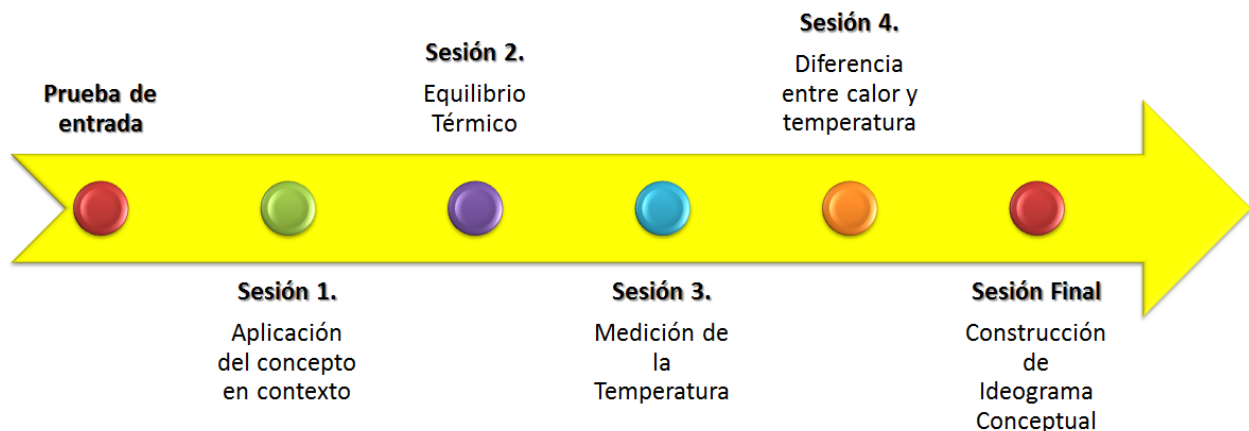 Prueba de
entrada
Sesión 1.
Aplicación
del concepto
en contexto
Sesión 2.
Equilibrio
Térmico
Sesión 3.
Medición de
la
Temperatura
Sesión 4.
Diferencia
entre calor y
temperatura
Sesión Final
Construcción
de
Ideograma
Conceptual